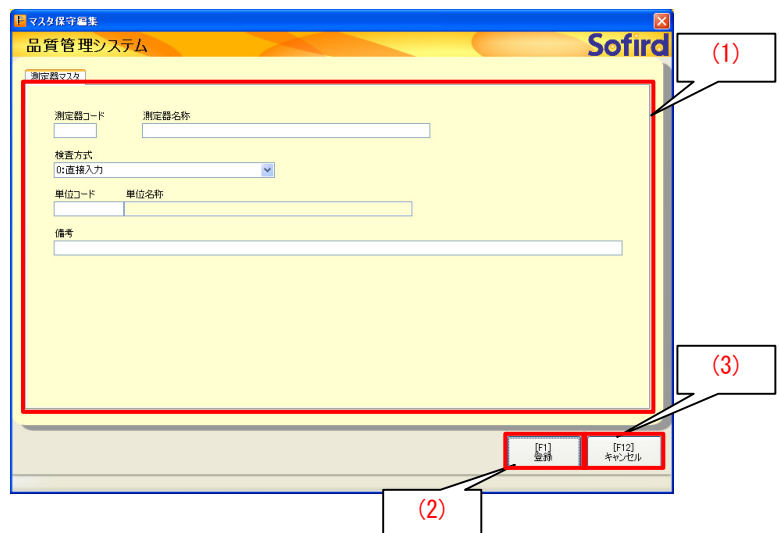 マスタ保守編集
品質管理システム
Sofird
(1)
測定器マスタ
測定器コード 測定器名称
検査方式
0:直接入力
単位コード 単位名称
備考
(3)
[F1]
登録
[F12]
キャンセル
(2)